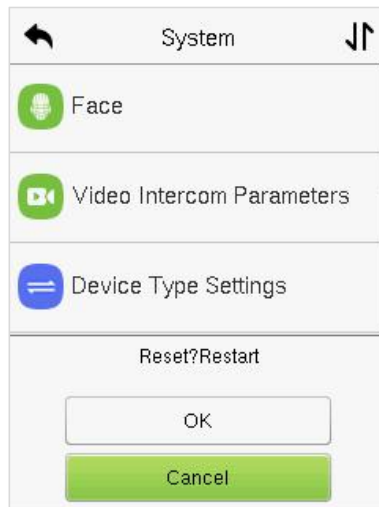 System
Face
Video Intercom Parameters
Device Type Settings
Reset?Restart
OK
Cancel